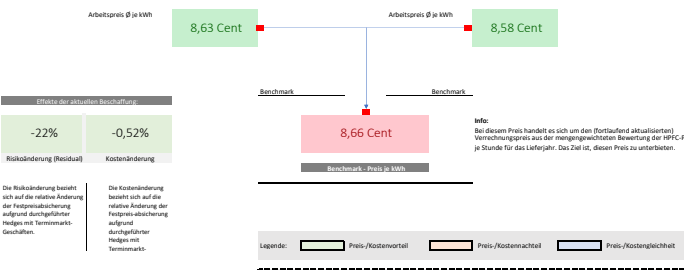 Arbeitspreis Ø je kWh
8,63 Cent
Arbeitspreis Ø je kWh
8,58 Cent
Benchmark
Benchmark
Effekte der aktuellen Beschaffung:
-22%
-0,52%
Risikoänderung (Residual)
Kostenänderung
8,66 Cent
Benchmark - Preis je kWh
Info:
Bei diesem Preis handelt es sich um den (fortlaufend aktualisierten)
Verrechnungspreis aus der mengengewichteten Bewertung der HPFC-P
je Stunde für das Lieferjahr. Das Ziel ist, diesen Preis zu unterbieten.
Die Risikoänderung bezieht
sich auf die relative Änderung
der Festpreisabsicherung
aufgrund durchgeführter
Hedges mit Terminmarkt-
Geschäften.
Die Kostenänderung
bezieht sich auf die
relative Änderung der
Festpreis-absicherung
aufgrund
durchgeführter
Hedges mit
Terminmarkt-
Legende:
Preis-/Kostenvorteil
Preis-/Kostennachteil
Preis-/Kostengleichheit